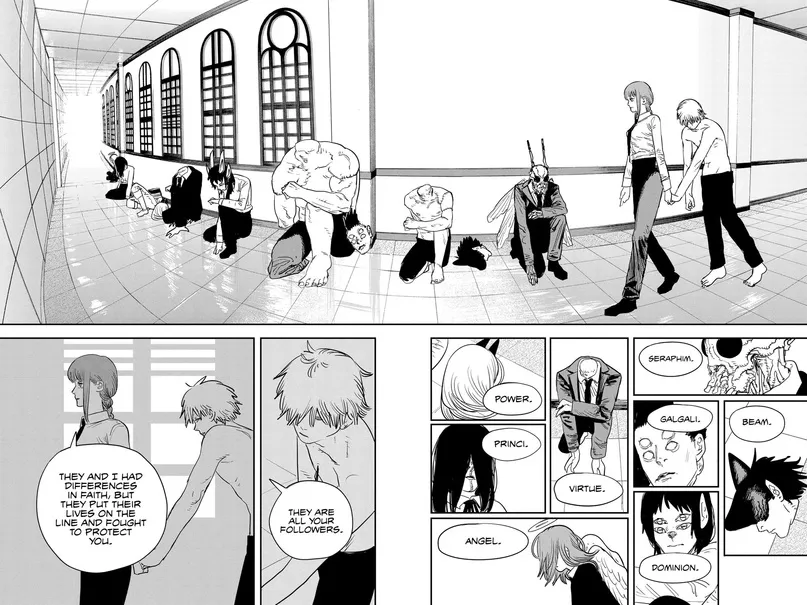 SERAPHIM.
BEAM.
GALGALI.
DOMINION.
VIRTUE.
POWER.
PRINCI.
ANGEL.
THEY ARE
ALL YOUR
FOLLOWERS.
THEY AND I HAD
DIFFERENCES
IN FAITH, BUT
THEY PUT THEIR
LIVES ON THE
LINE AND FOUGHT
TO PROTECT
YOU.